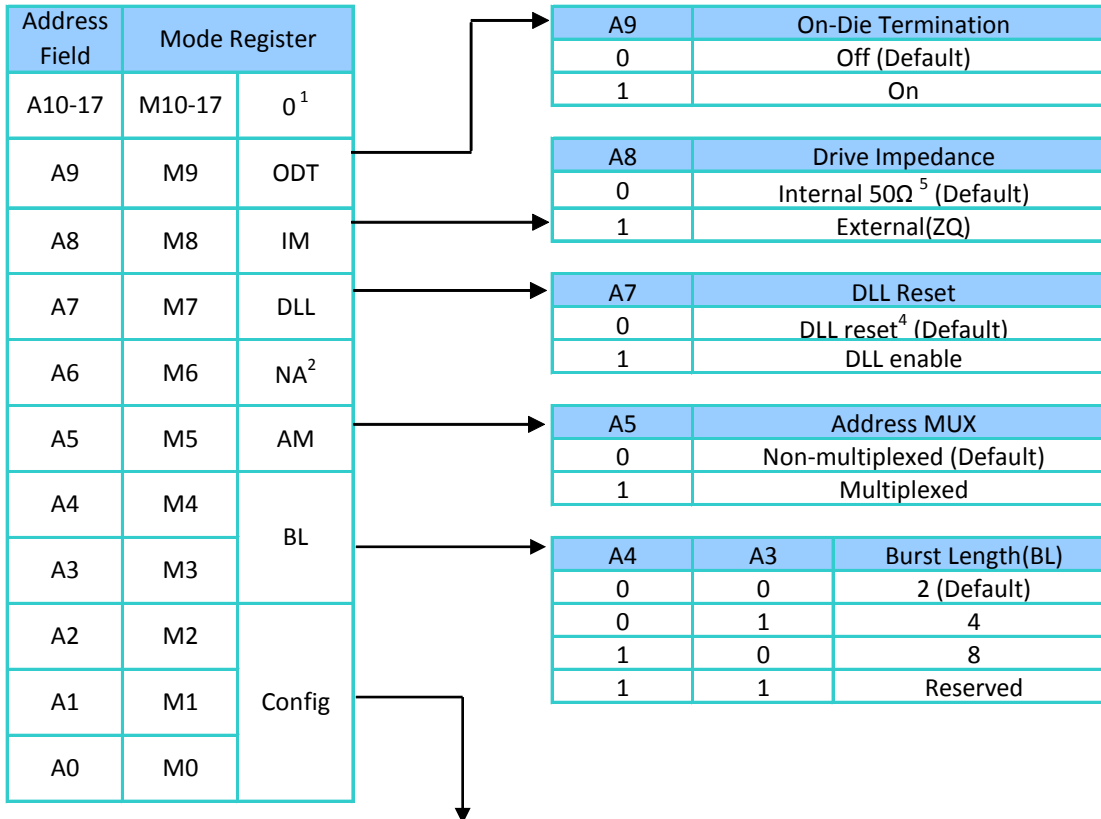 Address Field Mode Register
A10-17 M10-17 0¹
A9 M9 ODT
A8 M8 IM
A7 M7 DLL
A6 M6 NA²
A5 M5 AM
A4 M4 BL
A3 M3
A2 M2 Config
A1 M1
A0 M0
A9 On-Die Termination
0 Off (Default)
1 On
A8 Drive Impedance
0 Internal 50Ω ⁵ (Default)
1 External(ZQ)
A7 DLL Reset
0 DLL reset⁴ (Default)
1 DLL enable
A5 Address MUX
0 Non-multiplexed (Default)
1 Multiplexed
A4 A3 Burst Length(BL)
0 0 2 (Default)
0 1 4
1 0 8
1 1 Reserved